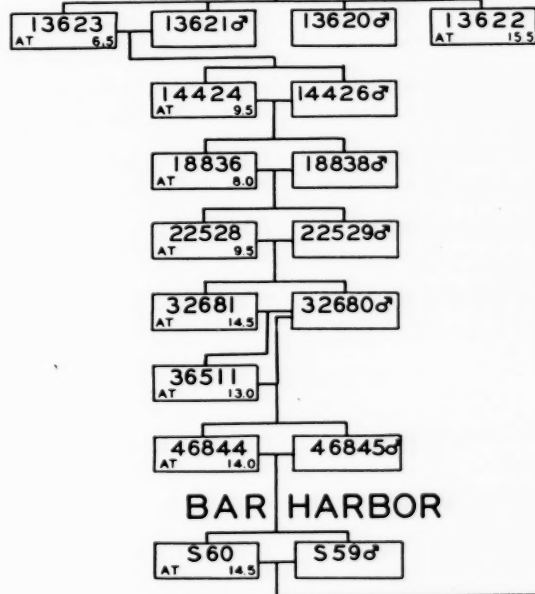 13623 13621♂ 13620♂ 13622
AT 6.5 AT 15.5
14424 14426♂
AT 9.5
18836 18838♂
AT 8.0
22528 22529♂
AT 9.5
32681 32680♂
AT 14.5
36511
AT 13.0
46844 46845♂
AT 14.0
BAR HARBOR
S60 S59♂
AT 14.5